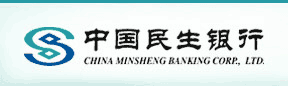 中国民生银行
CHINA MINSHENG BANKING CORP., LTD.